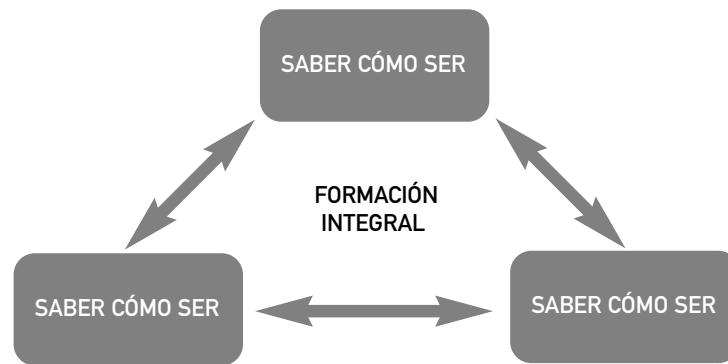 SABER CÓMO SER
FORMACIÓN
INTEGRAL
SABER CÓMO SER
SABER CÓMO SER